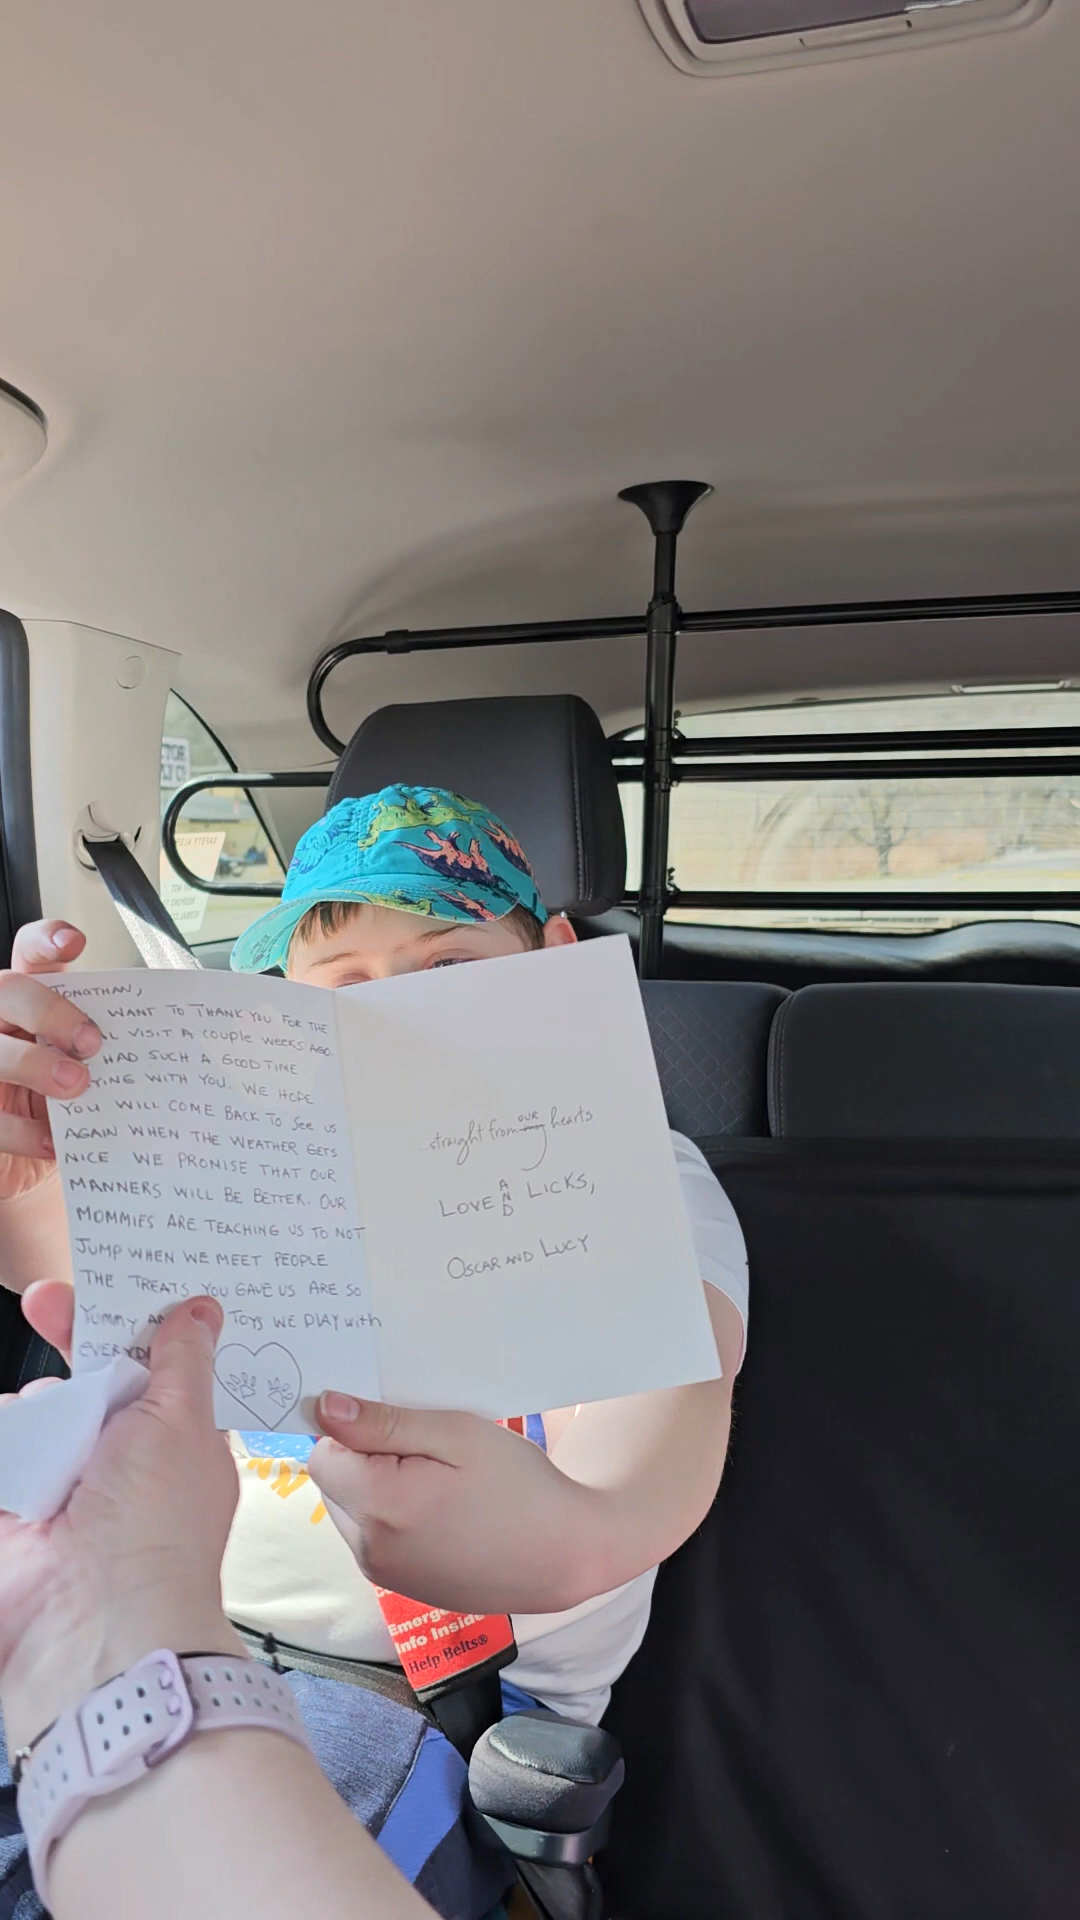 JONATHAN,
WANT TO THANK YOU FOR THE
VISIT A COUPLE WEEKS AGO.
HAD SUCH A GOOD TIME
WITH YOU. WE HOPE
YOU WILL COME BACK TO SEE US
AGAIN WHEN THE WEATHER GETS
NICE WE PROMISE THAT OUR
MANNERS WILL BE BETTER. OUR
MOMMIES ARE TEACHING US TO NOT
JUMP WHEN WE MEET PEOPLE
THE TREATS YOU GAVE US ARE SO
Yummy TOYS WE PLAY with
straight from my OUR hearts
LOVE AND LICKS,
OSCAR AND LUCY
Info Inside
Help Belts®